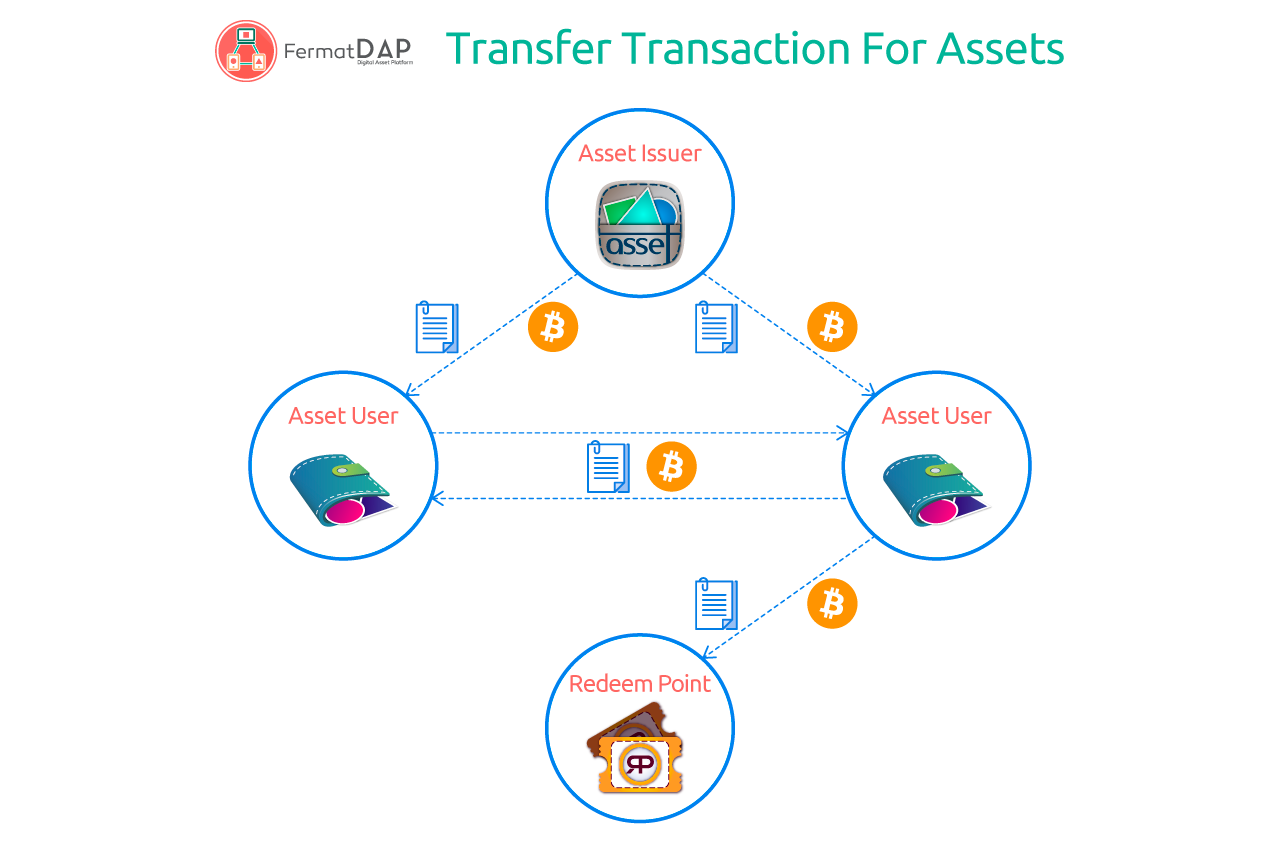 FermatDAP
Digital Asset Platform
Transfer Transaction For Assets
Asset Issuer
asset
Asset User
Asset User
Redeem Point
RP